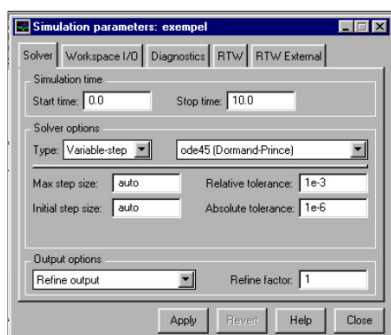 Simulation parameters: exempel
Solver Workspace I/O Diagnostics RTW RTW External
Simulation time
Start time: 0.0 Stop time: 10.0
Solver options
Type: Variable-step ode45 (Dormand-Prince)
Max step size: auto Relative tolerance: 1e-3
Initial step size: auto Absolute tolerance: 1e-6
Output options
Refine output Refine factor: 1
Apply Revert Help Close